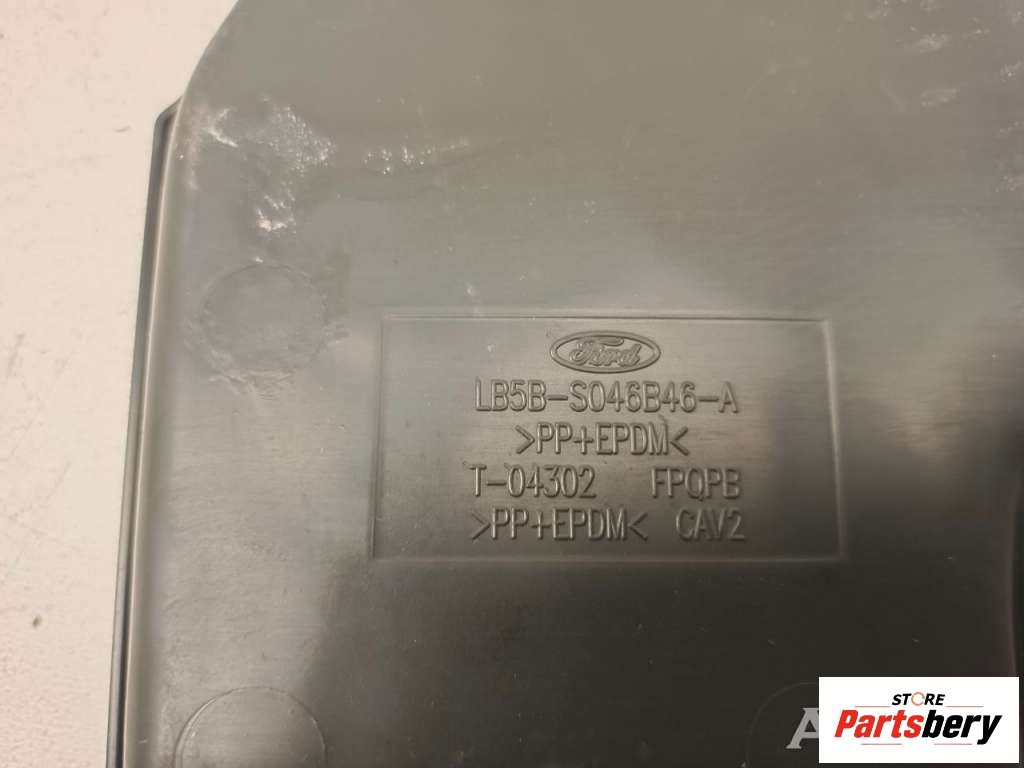 Ford
LB5B-S046B46-A
>PP+EPDM<
T-04302 FPQPB
>PP+EPDM< CAV2
STORE
Partsbery